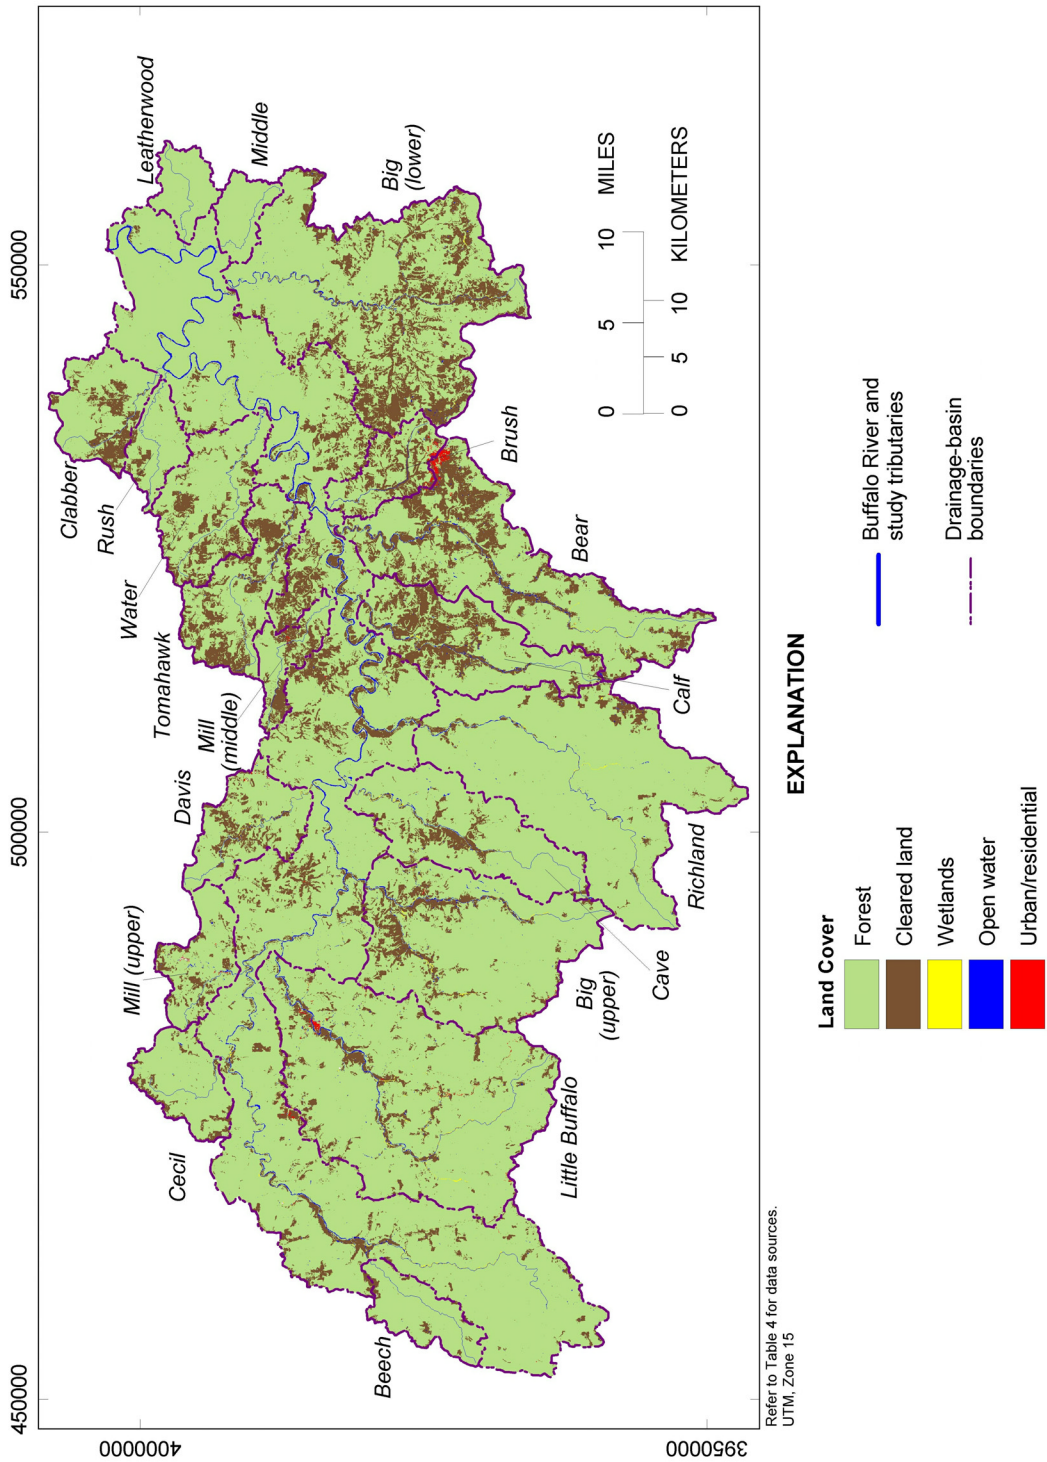 450000
500000
550000
4000000
3950000
Beech
Cecil
Mill (upper)
Davis
Mill
(middle)
Tomahawk
Water
Rush
Clabber
Leatherwood
Middle
Big
(lower)
Brush
Bear
Calf
Richland
Cave
Big
(upper)
Little Buffalo
0 5 10 MILES
0 5 10 KILOMETERS
Refer to Table 4 for data sources.
UTM, Zone 15
EXPLANATION
Land Cover
Forest
Cleared land
Wetlands
Open water
Urban/residential
Buffalo River and
study tributaries
Drainage-basin
boundaries